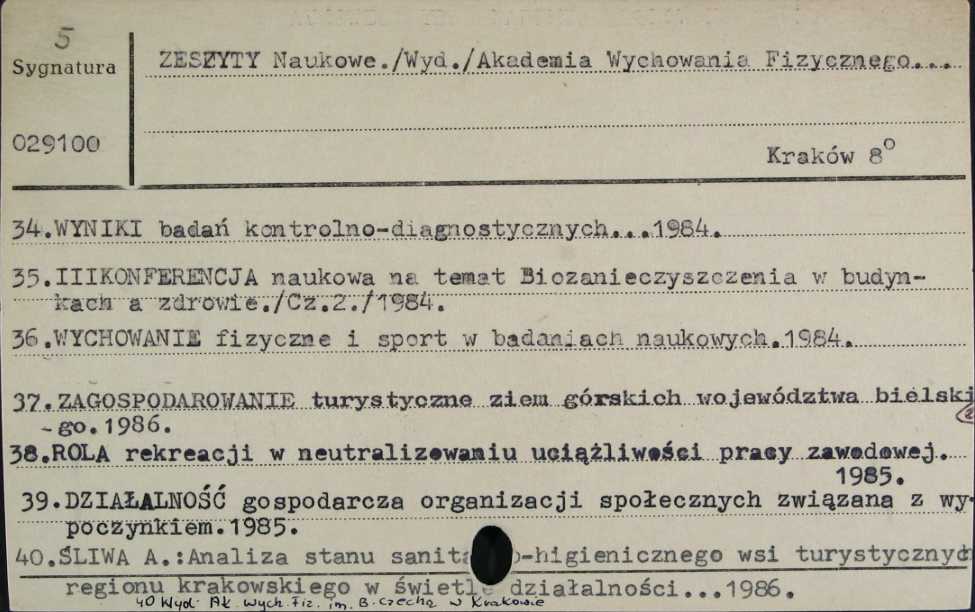 5
Sygnatura
ZESZYTY Naukowe./Wyd./Akademia Wychowania Fizycznego...
029100
Kraków 8°
34.WYNIKI badań kontrolno-diagnostycznych...1984.
35.IIIKONFERENCJA naukowa na temat Biozanieczyszczenia w budyn-
kach a zdrowie./Cz.2./1984.
36.WYCHOWANIE fizyczne i sport w badaniach naukowych.1984.
37.ZAGOSPODAROWANIE turystyczne ziem górskich województwa bielski
-go.1986.
38.ROLA rekreacji w neutralizowaniu uciążliwości pracy zawodowej.
1985.
39.DZIAŁALNOŚĆ gospodarcza organizacji społecznych związana z wy-
poczynkiem.1985.
40.ŚLIWA A.:Analiza stanu -higienicznego wsi turystycznych
regionu krakowskiego w świetle działalności...1986.
40 Wyd. Ak. Wych. Fiz. im. B. Czecha w Krakowie